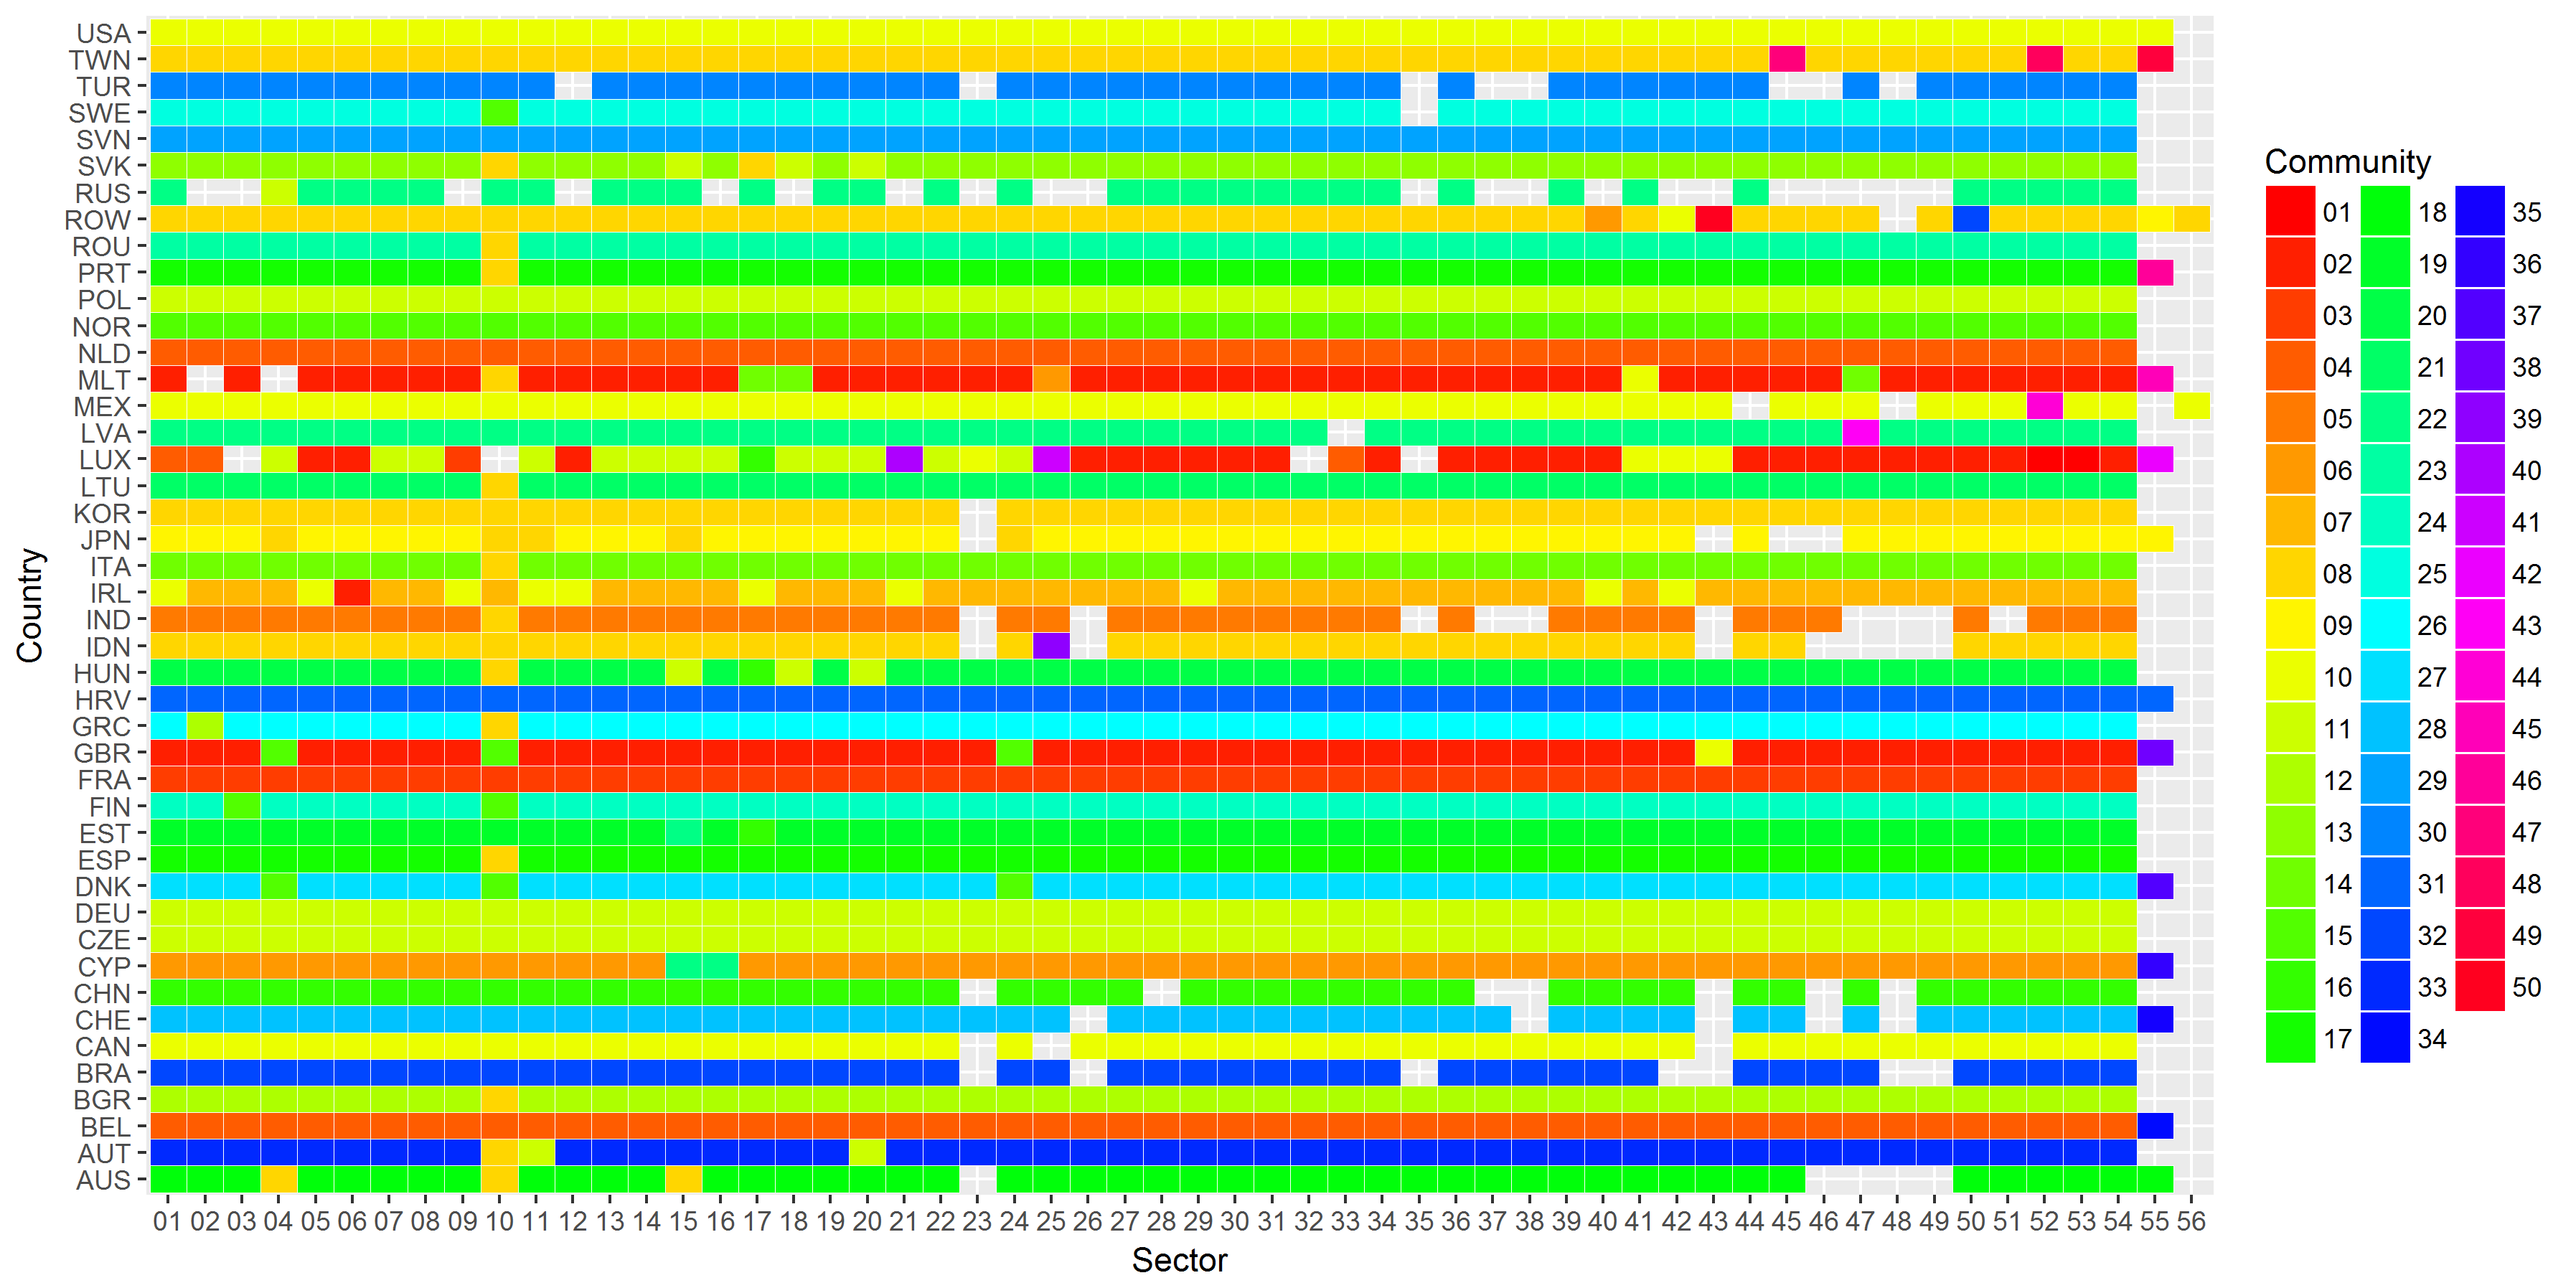 Country
USA
TWN
TUR
SWE
SVN
SVK
RUS
ROW
ROU
PRT
POL
NOR
NLD
MLT
MEX
LVA
LUX
LTU
KOR
JPN
ITA
IRL
IND
IDN
HUN
HRV
GRC
GBR
FRA
FIN
EST
ESP
DNK
DEU
CZE
CYP
CHN
CHE
CAN
BRA
BGR
BEL
AUT
AUS
01 02 03 04 05 06 07 08 09 10 11 12 13 14 15 16 17 18 19 20 21 22 23 24 25 26 27 28 29 30 31 32 33 34 35 36 37 38 39 40 41 42 43 44 45 46 47 48 49 50 51 52 53 54 55 56
Sector
Community
01 18 35
02 19 36
03 20 37
04 21 38
05 22 39
06 23 40
07 24 41
08 25 42
09 26 43
10 27 44
11 28 45
12 29 46
13 30 47
14 31 48
15 32 49
16 33 50
17 34